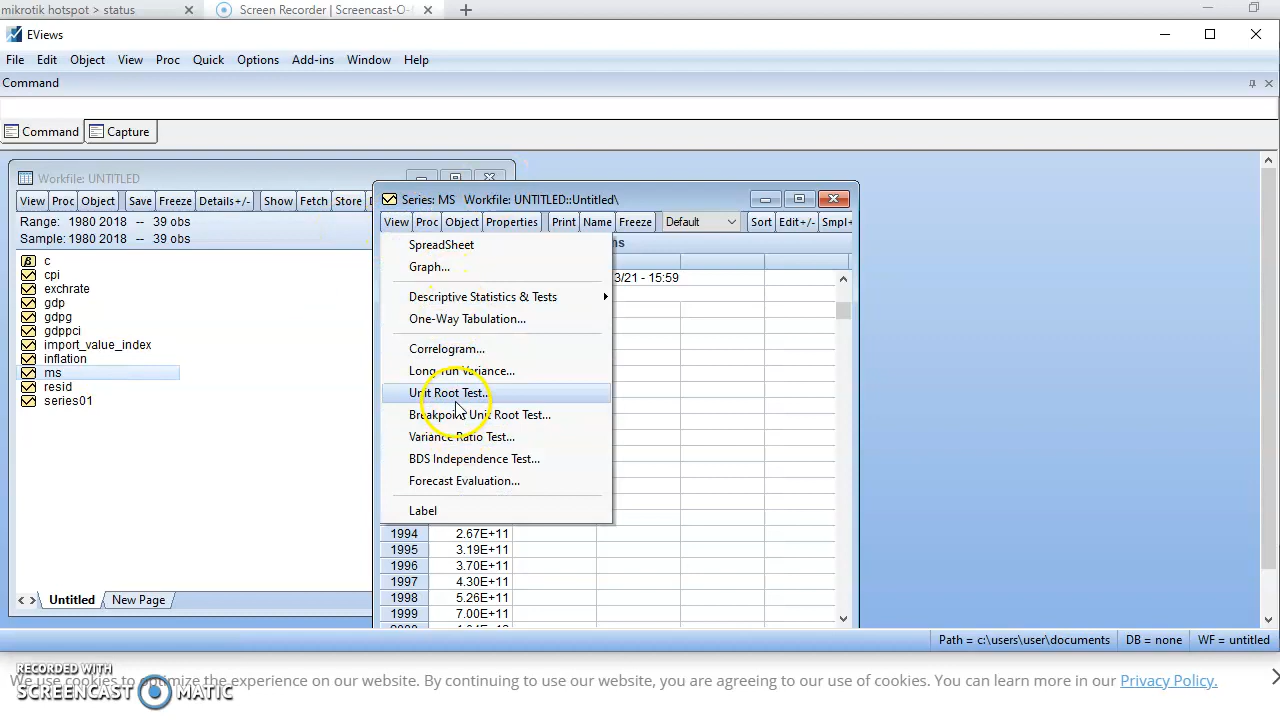 mikrotik hotspot > status
Screen Recorder | Screencast-O-
EViews
File Edit Object View Proc Quick Options Add-ins Window Help
Command
Command Capture
Workfile: UNTITLED
View Proc Object Save Freeze Details+/- Show Fetch Store
Range: 1980 2018 -- 39 obs
Sample: 1980 2018 -- 39 obs
c
cpi
exchrate
gdp
gdpg
gdppci
import_value_index
inflation
ms
resid
series01
Untitled New Page
Series: MS Workfile: UNTITLED::Untitled\
View Proc Object Properties Print Name Freeze Default Sort Edit+/- Smpl+
ms
3/21 - 15:59
SpreadSheet
Graph...
Descriptive Statistics & Tests
One-Way Tabulation...
Correlogram...
Long-run Variance...
Unit Root Test...
Breakpoint Unit Root Test...
Variance Ratio Test...
BDS Independence Test...
Forecast Evaluation...
Label
1994 2.67E+11
1995 3.19E+11
1996 3.70E+11
1997 4.30E+11
1998 5.26E+11
1999 7.00E+11
Path = c:\users\user\documents DB = none WF = untitled
RECORDED WITH
SCREENCAST MATIC
We use cookies to optimize the experience on our website. By continuing to use our website, you are agreeing to our use of cookies. You can learn more in our Privacy Policy.